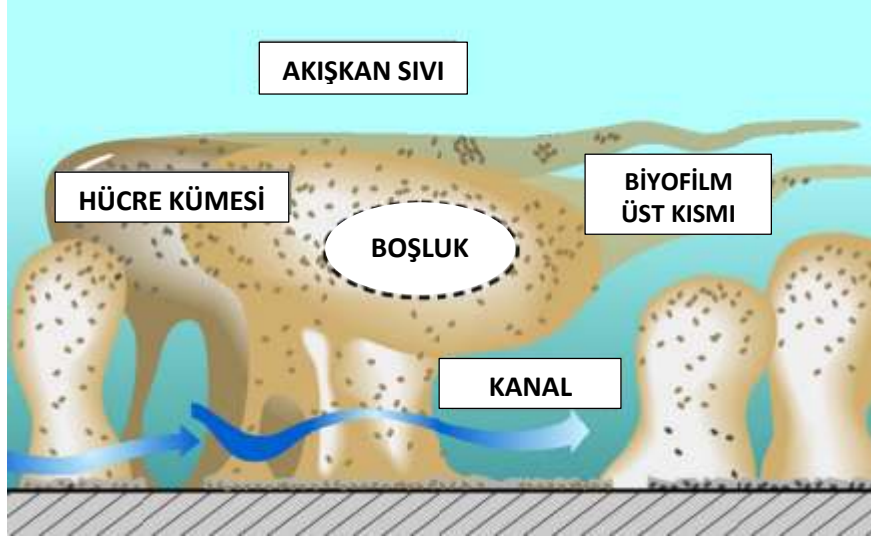 AKIŞKAN SIVI
HÜCRE KÜMESİ
BİYOFİLM
ÜST KISMI
BOŞLUK
KANAL